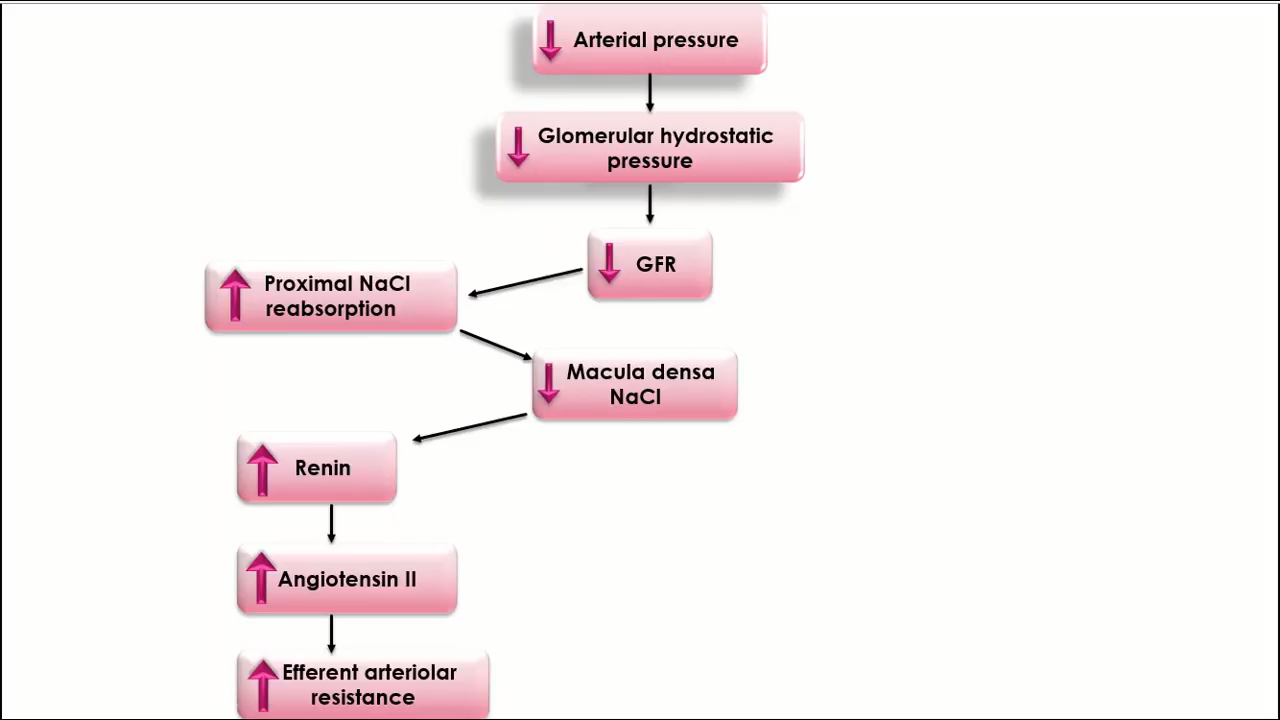 Arterial pressure
Glomerular hydrostatic
pressure
GFR
Proximal NaCl
reabsorption
Macula densa
NaCl
Renin
Angiotensin II
Efferent arteriolar
resistance